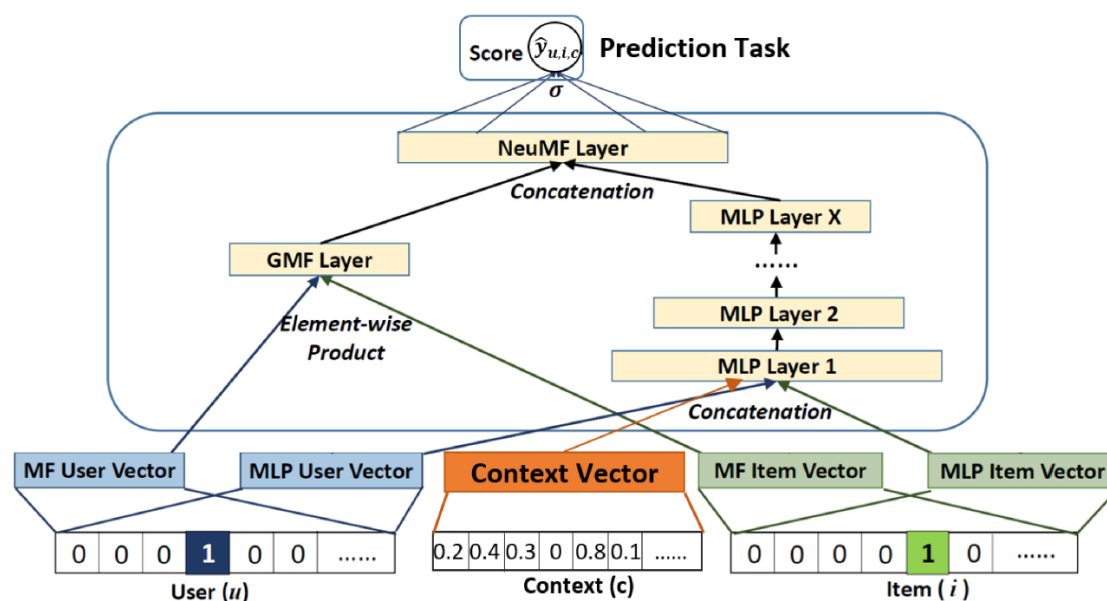 Score ŷu,i,c Prediction Task
σ
NeuMF Layer
Concatenation
MLP Layer X
GMF Layer
......
Element-wise
Product
MLP Layer 2
MLP Layer 1
Concatenation
MF User Vector MLP User Vector Context Vector MF Item Vector MLP Item Vector
0 0 0 1 0 0 ...... 0.2 0.4 0.3 0 0.8 0.1 ...... 0 0 0 0 1 0 ......
User (u) Context (c) Item ( i )